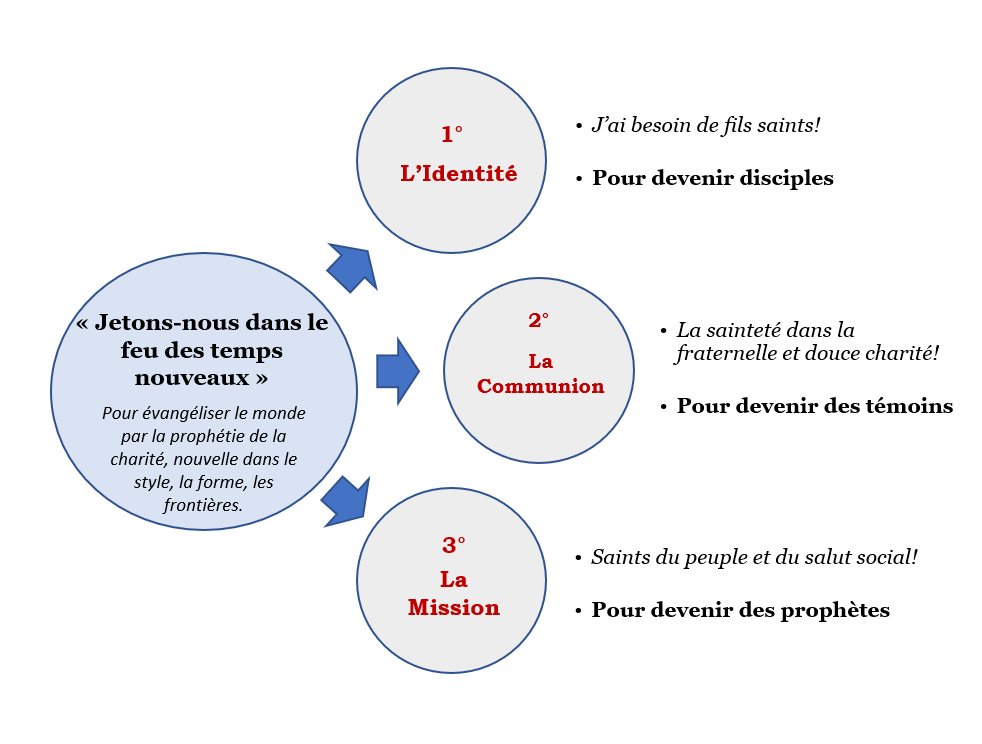 « Jetons-nous dans le
feu des temps
nouveaux »
Pour évangéliser le monde
par la prophétie de la
charité, nouvelle dans le
style, la forme, les
frontières.
1°
L’Identité
• J’ai besoin de fils saints!
• Pour devenir disciples
2°
La
Communion
• La sainteté dans la
fraternelle et douce charité!
• Pour devenir des témoins
3°
La
Mission
• Saints du peuple et du salut social!
• Pour devenir des prophètes